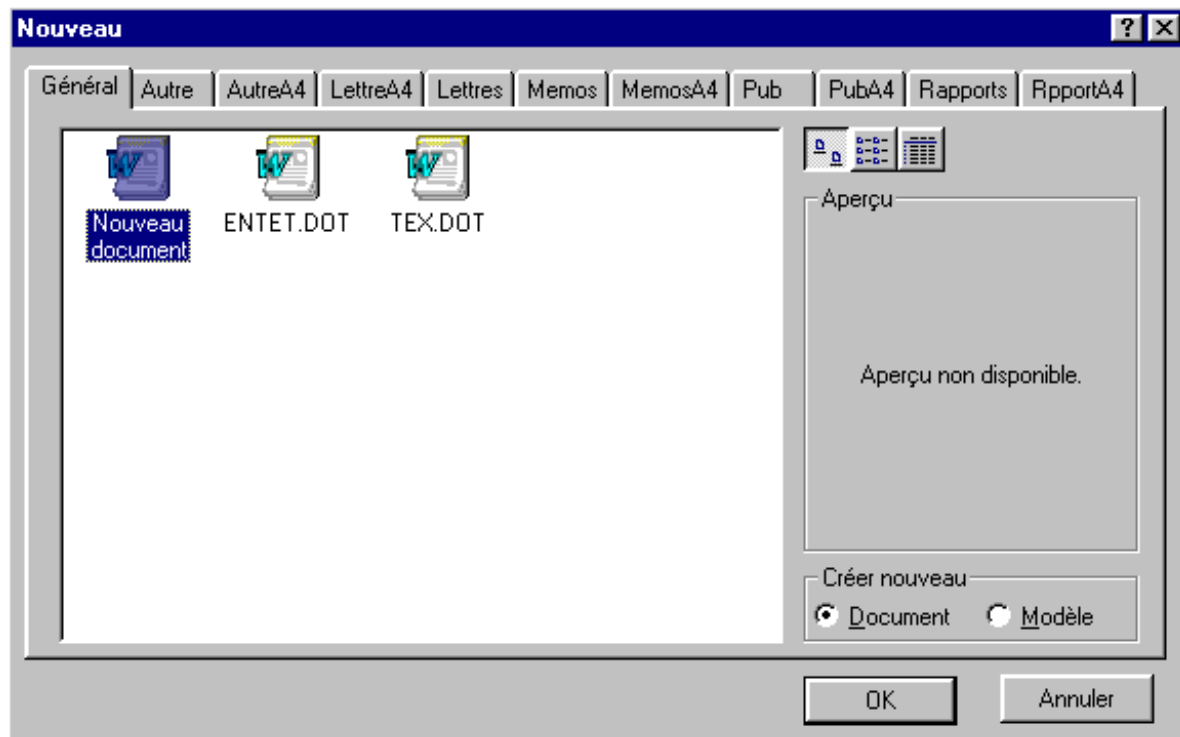 Nouveau
Général Autre AutreA4 LettreA4 Lettres Memos MemosA4 Pub PubA4 Rapports RpportA4
Nouveau
document
ENTET.DOT
TEX.DOT
Aperçu
Aperçu non disponible.
Créer nouveau
Document Modèle
OK Annuler